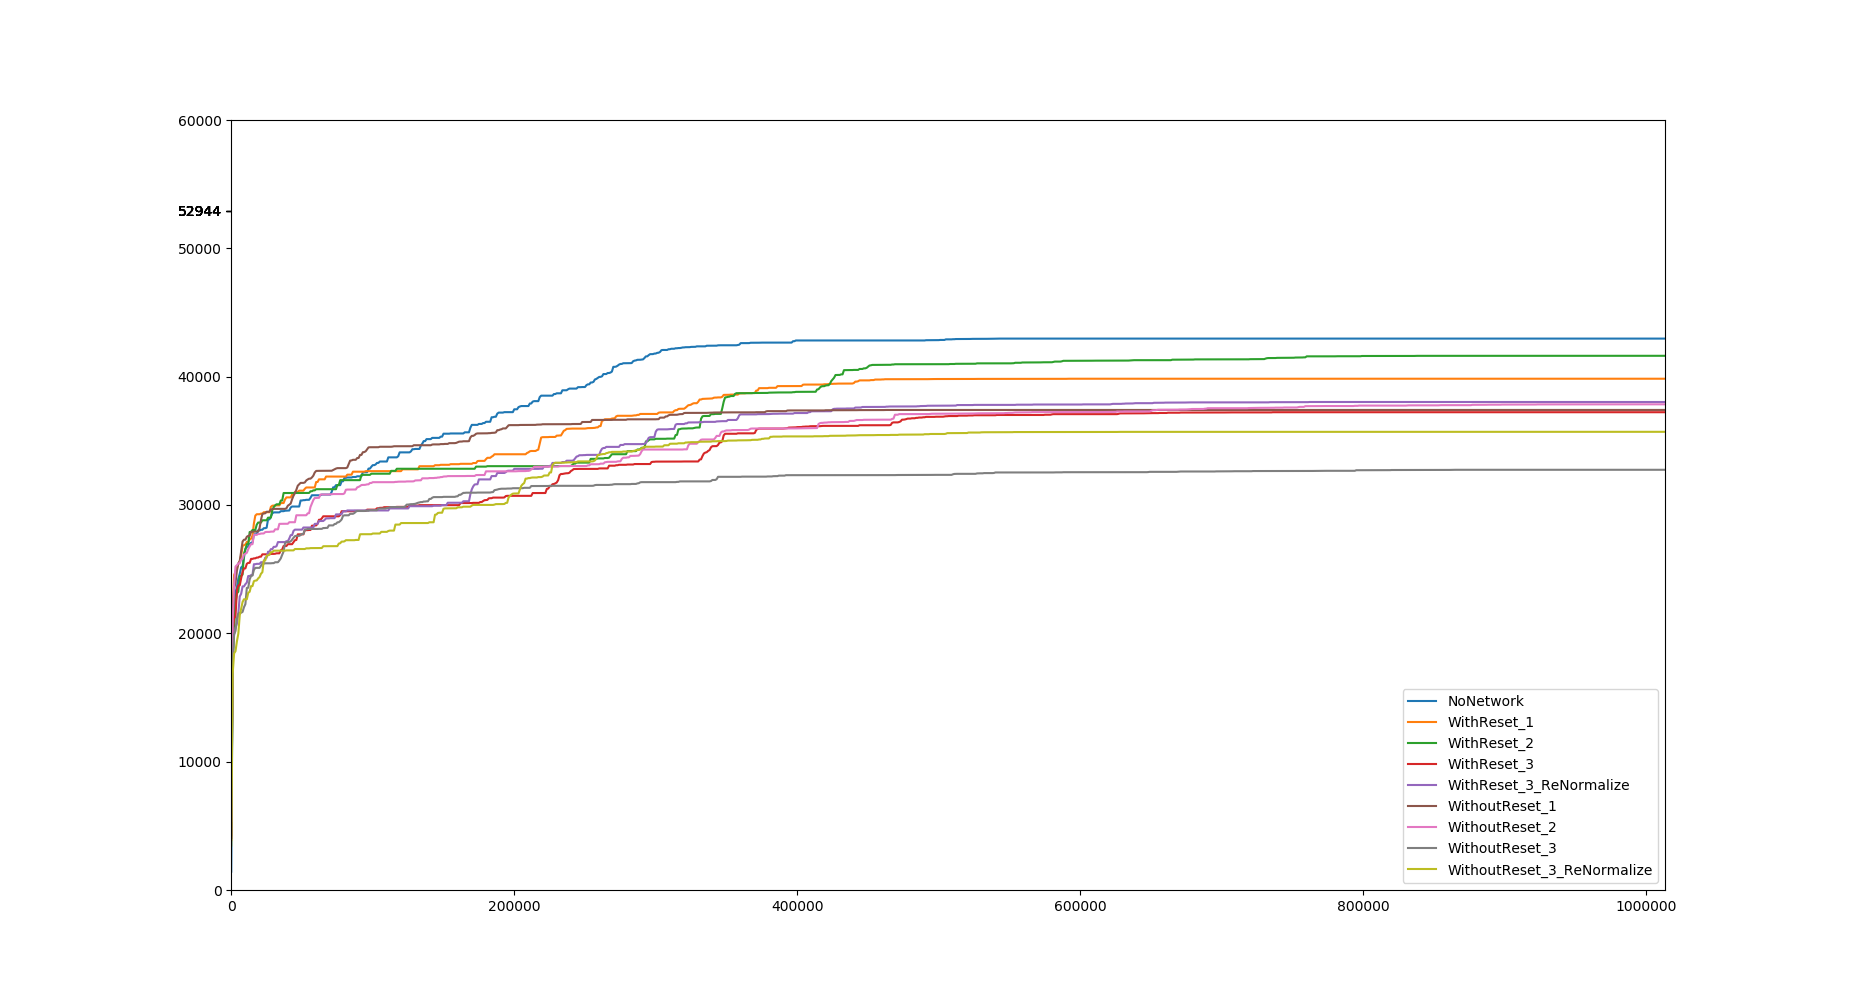 60000
52944
50000
40000
30000
20000
10000
0
0
200000
400000
600000
800000
1000000
NoNetwork
WithReset_1
WithReset_2
WithReset_3
WithReset_3_ReNormalize
WithoutReset_1
WithoutReset_2
WithoutReset_3
WithoutReset_3_ReNormalize